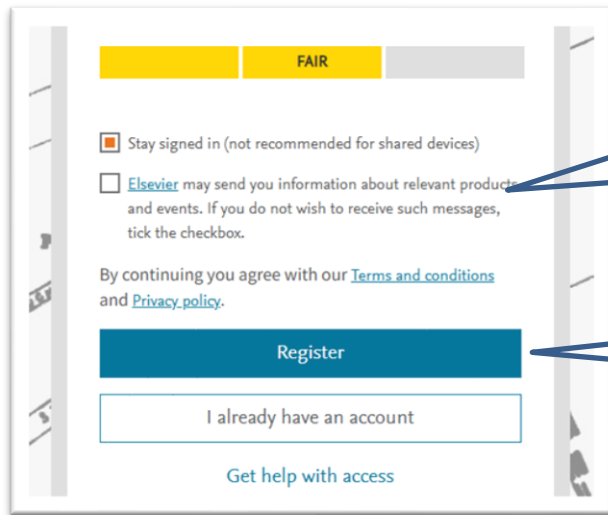 FAIR
Stay signed in (not recommended for shared devices)
Elsevier may send you information about relevant products
and events. If you do not wish to receive such messages,
tick the checkbox.
By continuing you agree with our Terms and conditions
and Privacy policy.
Register
I already have an account
Get help with access